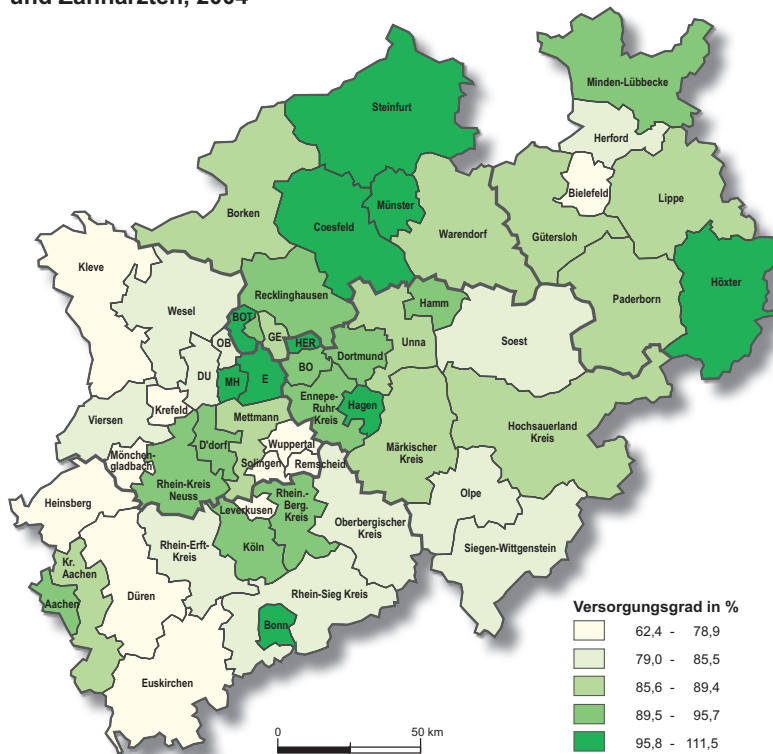 und Zahnärzten, 2004
Minden-Lübbecke
Steinfurt
Herford
Bielefeld
Lippe
Borken
Coesfeld
Münster
Warendorf
Gütersloh
Kleve
Höxter
Paderborn
Recklinghausen
Wesel
Hamm
BOT
OB
GE
HER
Unna
Soest
Dortmund
BO
DU
MH
E
Ennepe-
Ruhr-
Kreis
Hagen
Krefeld
Viersen
Mettmann
Hochsauerland
Kreis
Märkischer
Kreis
Mönchen-
gladbach
D'dorf
Wuppertal
Solingen
Remscheid
Rhein-Kreis
Neuss
Heinsberg
Leverkusen
Rhein.-
Berg.
Kreis
Olpe
Oberbergischer
Kreis
Rhein-Erft-
Kreis
Köln
Siegen-Wittgenstein
Kr.
Aachen
Aachen
Düren
Rhein-Sieg Kreis
Bonn
Euskirchen
Versorgungsgrad in %
62,4 - 78,9
79,0 - 85,5
85,6 - 89,4
89,5 - 95,7
95,8 - 111,5
0 50 km